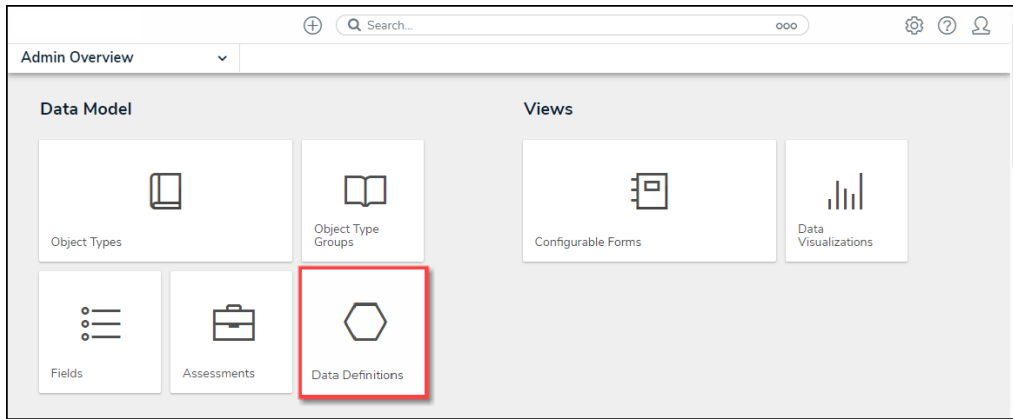 Search...
Admin Overview
Data Model
Views
Object Types
Object Type
Groups
Configurable Forms
Data
Visualizations
Fields
Assessments
Data Definitions